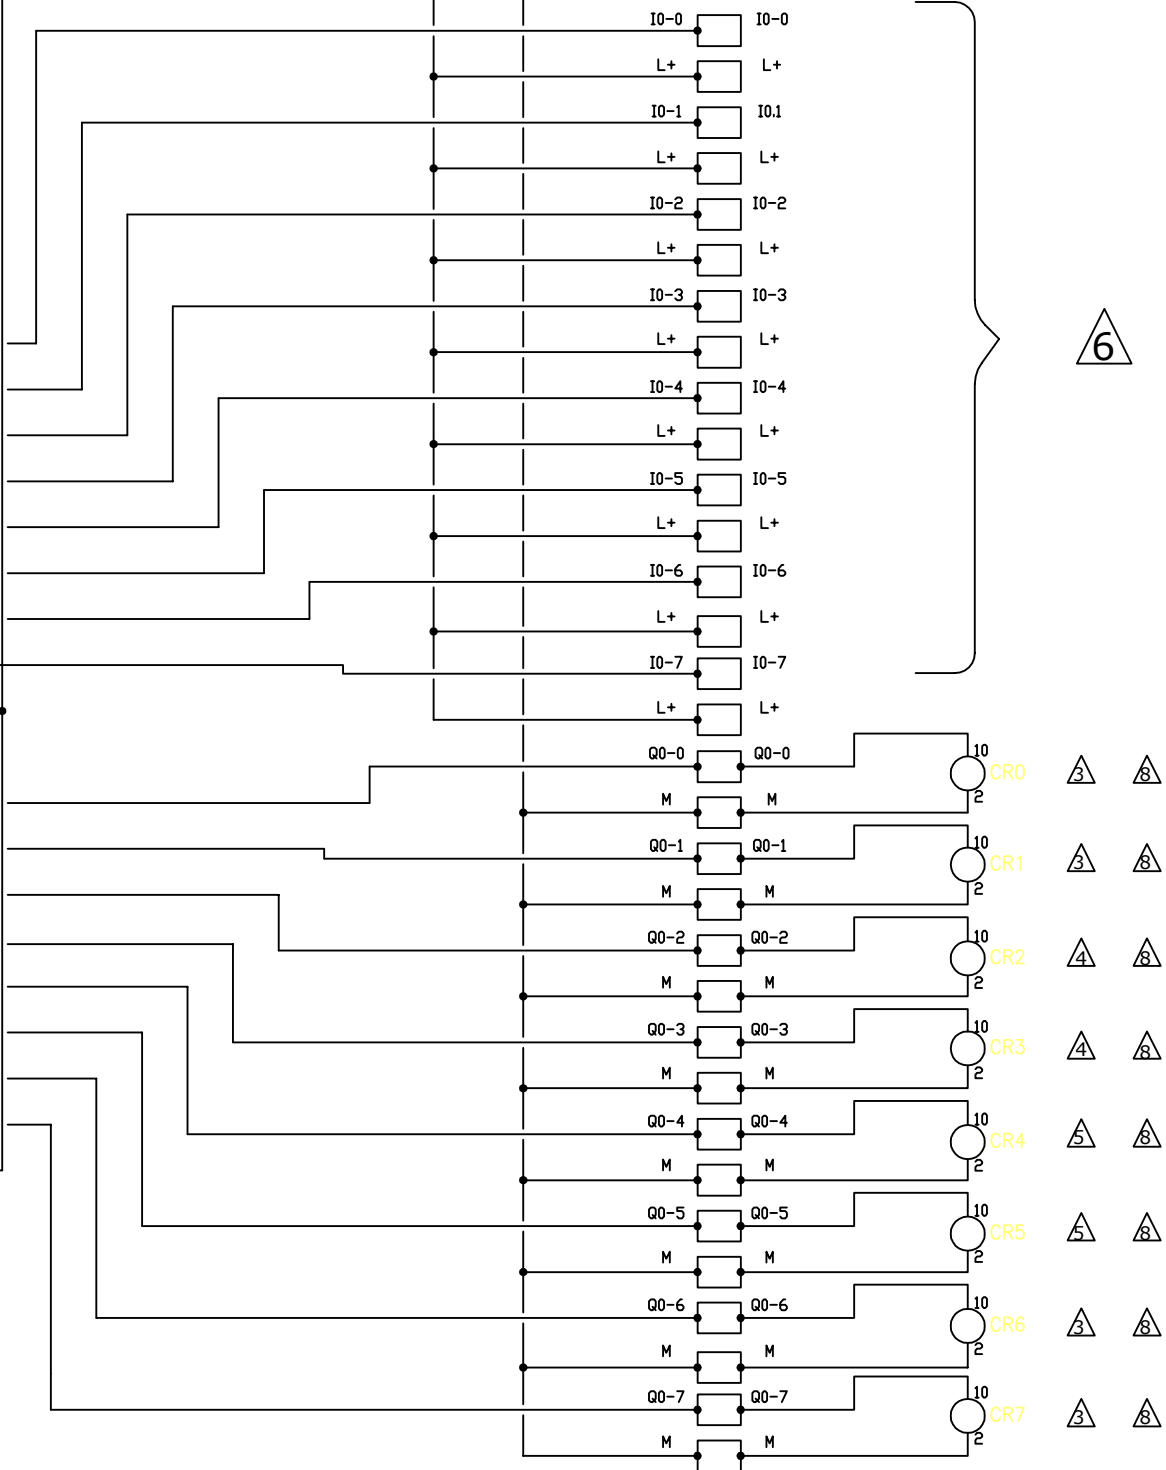 I0-0 I0-0
L+ L+
I0-1 I0.1
L+ L+
I0-2 I0-2
L+ L+
I0-3 I0-3
L+ L+
6
I0-4 I0-4
L+ L+
I0-5 I0-5
L+ L+
I0-6 I0-6
L+ L+
I0-7 I0-7
L+ L+
Q0-0 Q0-0 10
CR0 3 8
M M 2
Q0-1 Q0-1 10
CR1 3 8
M M 2
Q0-2 Q0-2 10
CR2 4 8
M M 2
Q0-3 Q0-3 10
CR3 4 8
M M 2
Q0-4 Q0-4 10
CR4 5 8
M M 2
Q0-5 Q0-5 10
CR5 5 8
M M 2
Q0-6 Q0-6 10
CR6 3 8
M M 2
Q0-7 Q0-7 10
CR7 3 8
M M 2